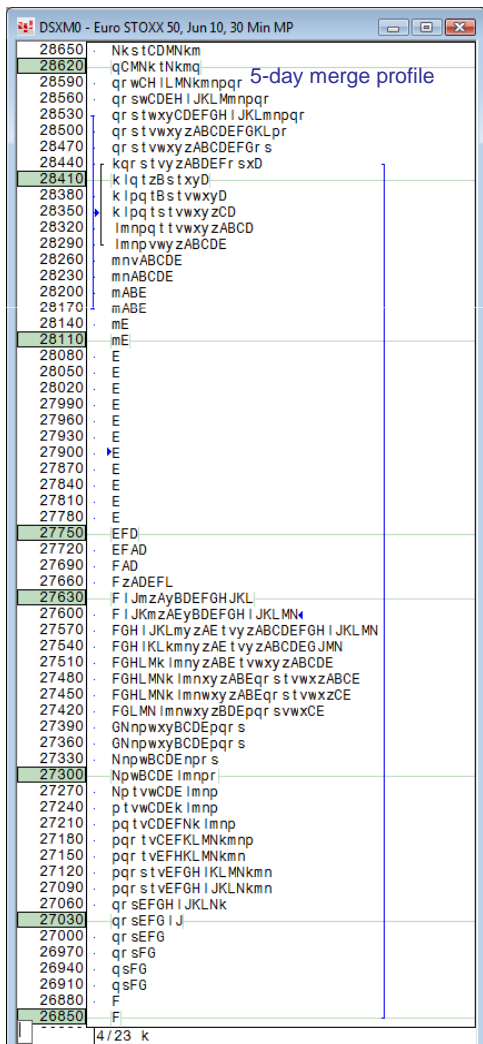 DSXM0 - Euro STOXX 50, Jun 10, 30 Min MP
5-day merge profile
28650 NkstCDMNkm
28620 qCMNktNkmq
28590 qrwCHILMNkmnpqr
28560 qrswCDEHIJKLMmnpqr
28530 qrstwxyCDEFGHIJKLmnpqr
28500 qrstvwxyzABCDEFGKLpr
28470 qrstvwxyzABCDEFGrs
28440 kqrstvyzABDEFrsxD
28410 klqtzBstxyD
28380 klpqtBstvwxyD
28350 klpqtstvwxyzCD
28320 lmnpqttvwxyzABCD
28290 lmnpvwyzABCDE
28260 mnvABCDE
28230 mnABCDE
28200 mABE
28170 mABE
28140 mE
28110 mE
28080 E
28050 E
28020 E
27990 E
27960 E
27930 E
27900 E
27870 E
27840 E
27810 E
27780 E
27750 EFD
27720 EFAD
27690 FAD
27660 FzADEFL
27630 FIJmzAyBDEFGHJKL
27600 FIJKmzAEyBDEFGHIJKLMN
27570 FGHIJKLmyzAEtvyzABCDEFGHIJKLMN
27540 FGHIKLkmnyzAEtvyzABCDEGJMN
27510 FGHLMklmnyzABEtvwxyzABCDE
27480 FGHLMNklmnxyzABEqrstvwxzABCE
27450 FGHLMNklmnwxyzABEqrstvwxzCE
27420 FGLMNlmnwxyzBDEpqrsvwxCE
27390 GNnpwxyBCDEpqrs
27360 GNnpwxyBCDEpqrs
27330 NnpwBCDEnprs
27300 NpwBCDElmnpr
27270 NptvwCDElmnp
27240 ptvwCDEklmnp
27210 pqtvCDEFNklmnp
27180 pqrtvCEFKLMNkmnp
27150 pqrtvEFHKLMNkmn
27120 pqrstvEFGHIKLMNkmn
27090 pqrstvEFGHIJKLNkmn
27060 qrsEFGHIJKLNk
27030 qrsEFGIJ
27000 qrsEFG
26970 qrsFG
26940 qsFG
26910 qsFG
26880 F
26850 F
4/23 k